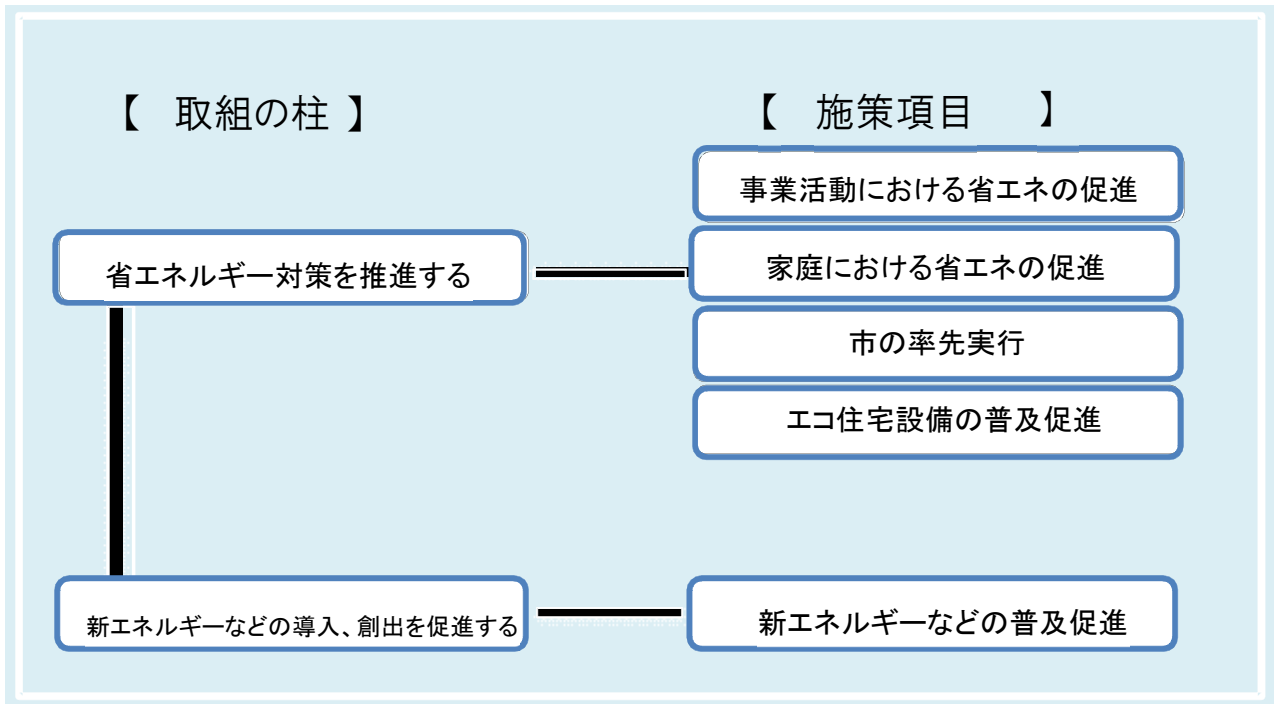 【 取組の柱 】
【 施策項目 】
事業活動における省エネの促進
省エネルギー対策を推進する
家庭における省エネの促進
市の率先実行
エコ住宅設備の普及促進
新エネルギーなどの導入、創出を促進する
新エネルギーなどの普及促進